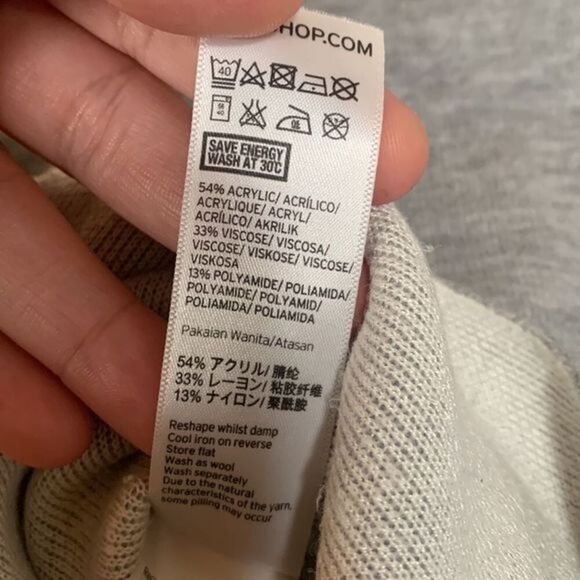 HOP.COM
40
40
SAVE ENERGY
WASH AT 30°C
54% ACRYLIC/ ACRÍLICO/
ACRYLIQUE/ ACRYL/
ACRÍLICO/ AKRILIK
33% VISCOSE/ VISCOSA/
VISCOSE/ VISKOSE/ VISCOSE/
VISKOSA
13% POLYAMIDE/ POLIAMIDA/
POLYAMIDE/ POLYAMID/
POLIAMIDA/ POLIAMIDA
Pakaian Wanita/Atasan
54% アクリル/ 腈纶
33% レーヨン/ 粘胶纤维
13% ナイロン/ 聚酰胺
Reshape whilst damp
Cool iron on reverse
Store flat
Wash as wool
Wash separately
Due to the natural
characteristics of the yarn,
some pilling may occur